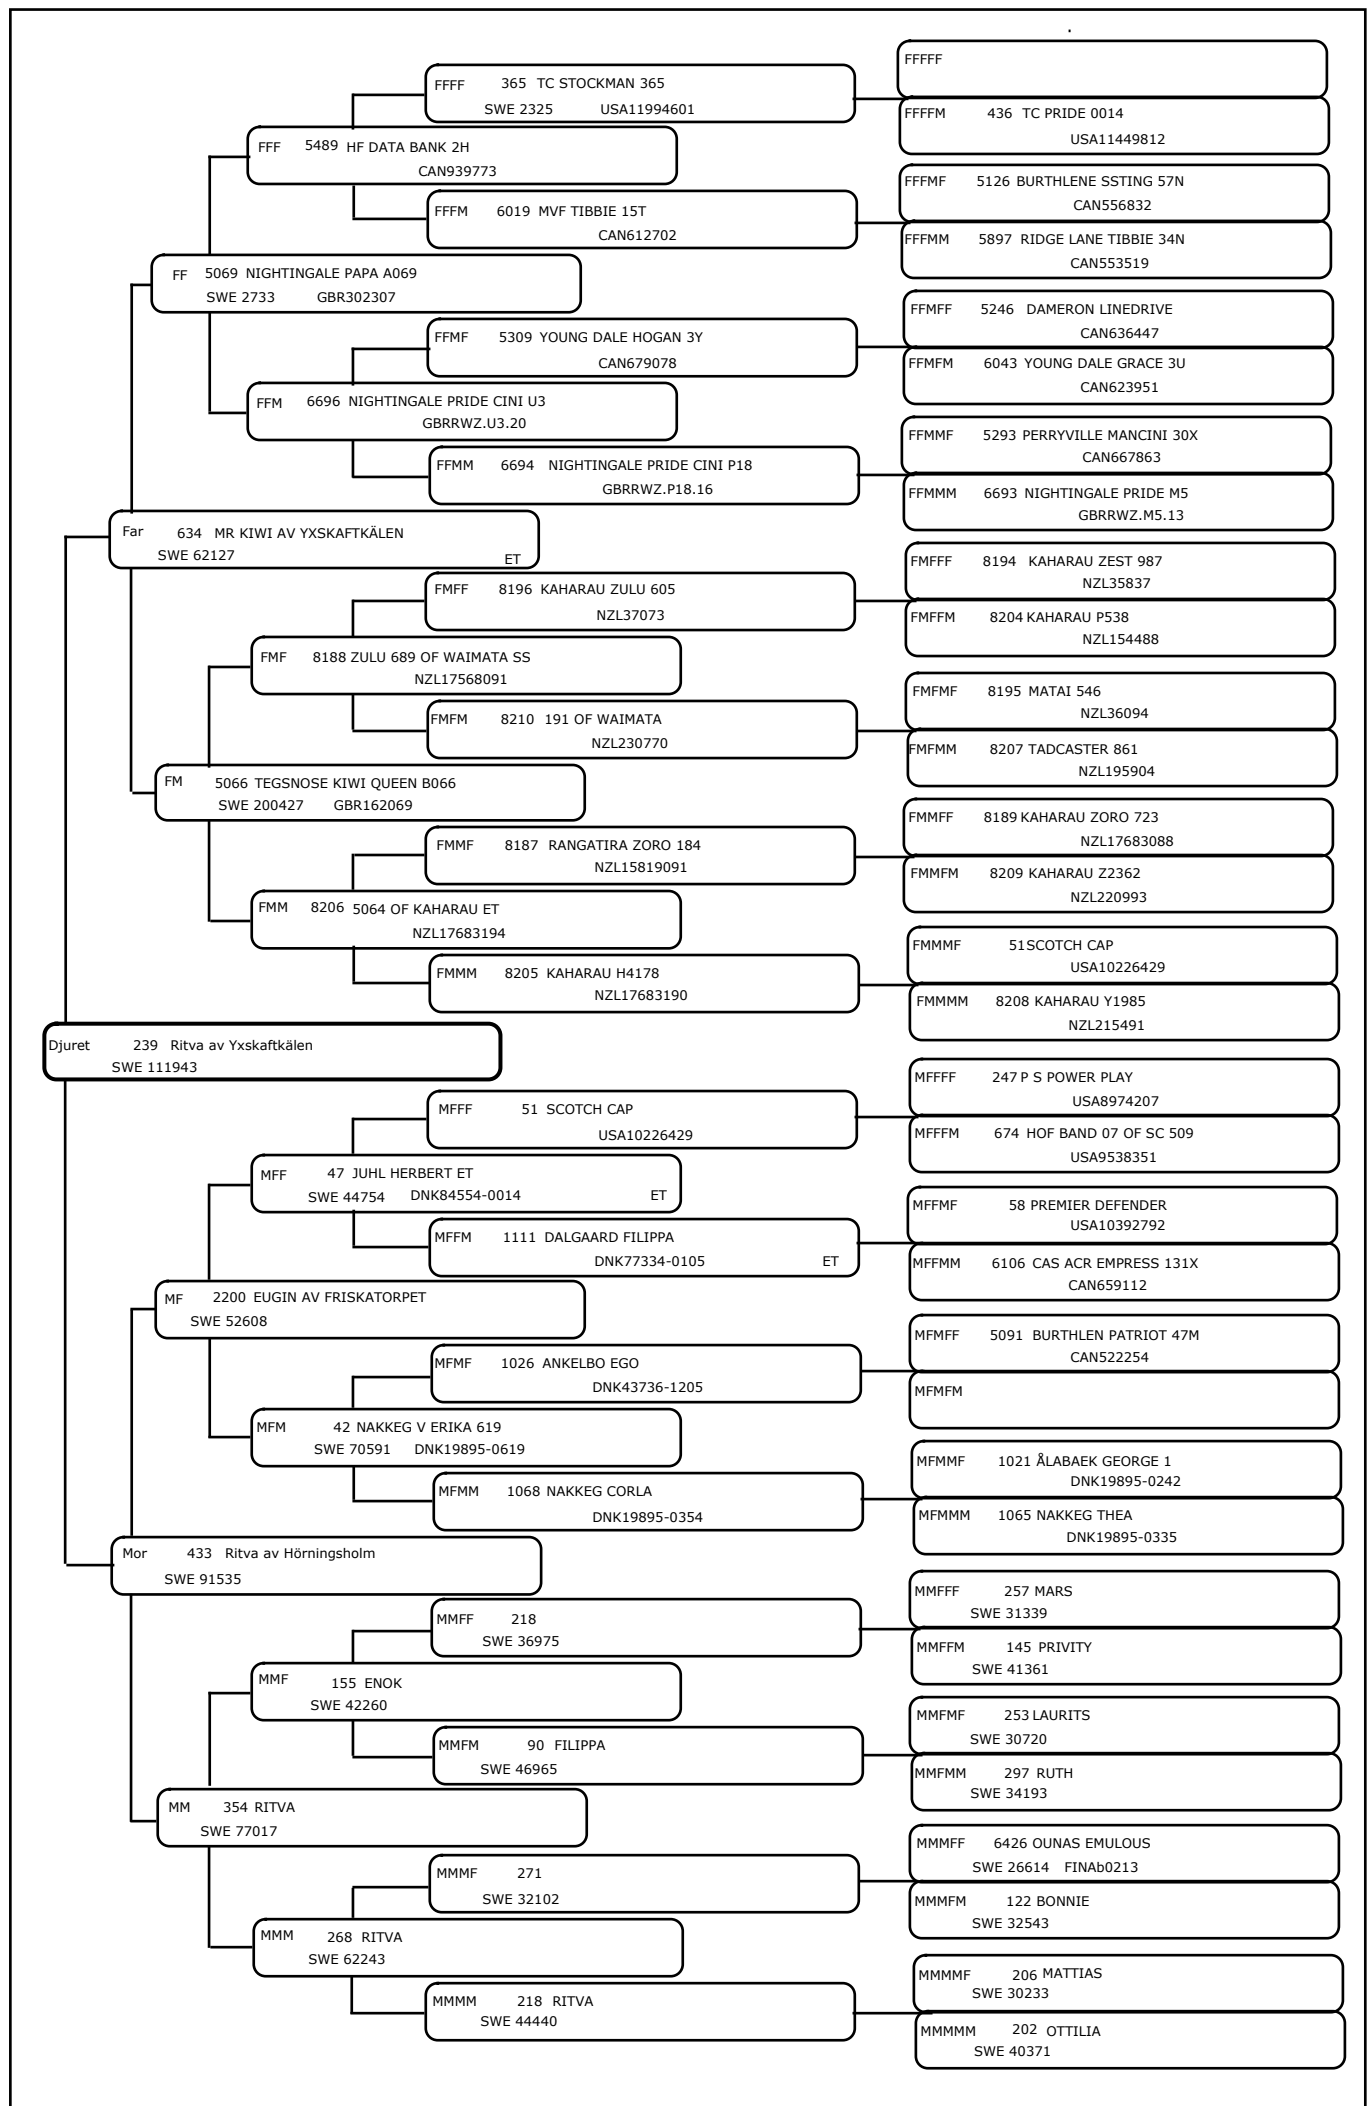 FFFFF
FFFF 365 TC STOCKMAN 365
SWE 2325 USA11994601
FFFFM 436 TC PRIDE 0014
USA11449812
FFF 5489 HF DATA BANK 2H
CAN939773
FFFMF 5126 BURTHLENE SSTING 57N
CAN556832
FFFM 6019 MVF TIBBIE 15T
CAN612702
FFFMM 5897 RIDGE LANE TIBBIE 34N
CAN553519
FF 5069 NIGHTINGALE PAPA A069
SWE 2733 GBR302307
FFMFF 5246 DAMERON LINEDRIVE
CAN636447
FFMF 5309 YOUNG DALE HOGAN 3Y
CAN679078
FFMFM 6043 YOUNG DALE GRACE 3U
CAN623951
FFM 6696 NIGHTINGALE PRIDE CINI U3
GBRRWZ.U3.20
FFMMF 5293 PERRYVILLE MANCINI 30X
CAN667863
FFMM 6694 NIGHTINGALE PRIDE CINI P18
GBRRWZ.P18.16
FFMMM 6693 NIGHTINGALE PRIDE M5
GBRRWZ.M5.13
Far 634 MR KIWI AV YXSKAFTKÄLEN
SWE 62127 ET
FMFFF 8194 KAHARAU ZEST 987
NZL35837
FMFF 8196 KAHARAU ZULU 605
NZL37073
FMFFM 8204 KAHARAU P538
NZL154488
FMF 8188 ZULU 689 OF WAIMATA SS
NZL17568091
FMFMF 8195 MATAI 546
NZL36094
FMFM 8210 191 OF WAIMATA
NZL230770
FMFMM 8207 TADCASTER 861
NZL195904
FM 5066 TEGSNOSE KIWI QUEEN B066
SWE 200427 GBR162069
FMMFF 8189 KAHARAU ZORO 723
NZL17683088
FMMF 8187 RANGATIRA ZORO 184
NZL15819091
FMMFM 8209 KAHARAU Z2362
NZL220993
FMM 8206 5064 OF KAHARAU ET
NZL17683194
FMMMF 51 SCOTCH CAP
USA10226429
FMMM 8205 KAHARAU H4178
NZL17683190
FMMMM 8208 KAHARAU Y1985
NZL215491
Djuret 239 Ritva av Yxskaftkälen
SWE 111943
MFFFF 247 P S POWER PLAY
USA8974207
MFFF 51 SCOTCH CAP
USA10226429
MFFFM 674 HOF BAND 07 OF SC 509
USA9538351
MFF 47 JUHL HERBERT ET
SWE 44754 DNK84554-0014 ET
MFFMF 58 PREMIER DEFENDER
USA10392792
MFFM 1111 DALGAARD FILIPPA
DNK77334-0105 ET
MFFMM 6106 CAS ACR EMPRESS 131X
CAN659112
MF 2200 EUGIN AV FRISKATORPET
SWE 52608
MFMFF 5091 BURTHLEN PATRIOT 47M
CAN522254
MFMF 1026 ANKELBO EGO
DNK43736-1205
MFMFM
MFM 42 NAKKEG V ERIKA 619
SWE 70591 DNK19895-0619
MFMMF 1021 ÅLABAEK GEORGE 1
DNK19895-0242
MFMM 1068 NAKKEG CORLA
DNK19895-0354
MFMMM 1065 NAKKEG THEA
DNK19895-0335
Mor 433 Ritva av Hörningsholm
SWE 91535
MMFFF 257 MARS
SWE 31339
MMFF 218
SWE 36975
MMFFM 145 PRIVITY
SWE 41361
MMF 155 ENOK
SWE 42260
MMFMF 253 LAURITS
SWE 30720
MMFM 90 FILIPPA
SWE 46965
MMFMM 297 RUTH
SWE 34193
MM 354 RITVA
SWE 77017
MMMFF 6426 OUNAS EMULOUS
SWE 26614 FINAb0213
MMMF 271
SWE 32102
MMMFM 122 BONNIE
SWE 32543
MMM 268 RITVA
SWE 62243
MMMMF 206 MATTIAS
SWE 30233
MMMM 218 RITVA
SWE 44440
MMMMM 202 OTTILIA
SWE 40371